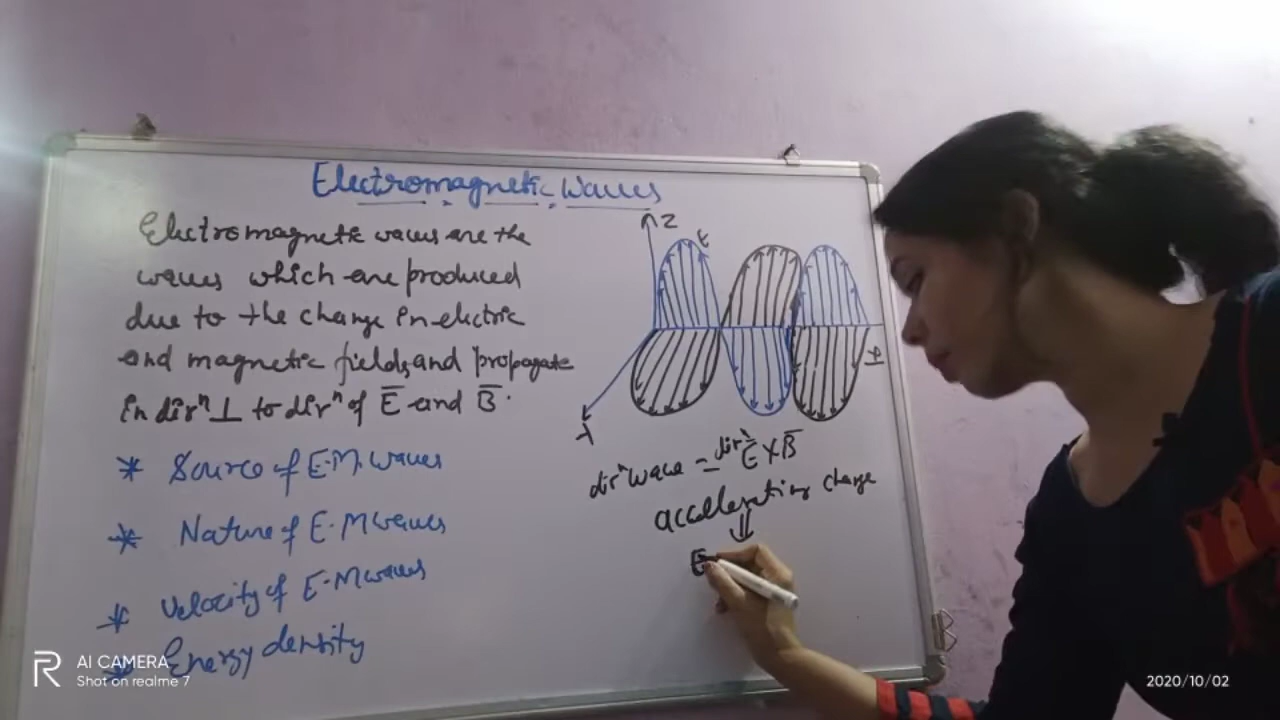 Electromagnetic waves
Electromagnetic waves are the
waves which are produced
due to the change in electric
and magnetic fields, and propagate
in dirⁿ ⊥ to dirⁿ of E̅ and B̅.
* Source of E.M. waves
* Nature of E.M waves
* Velocity of E.M waves
* Energy density
Z
E
dirⁿ wave = dirⁿ E̅ × B̅
accelerating charge
⇓
E
AI CAMERA
Shot on realme 7
2020/10/02